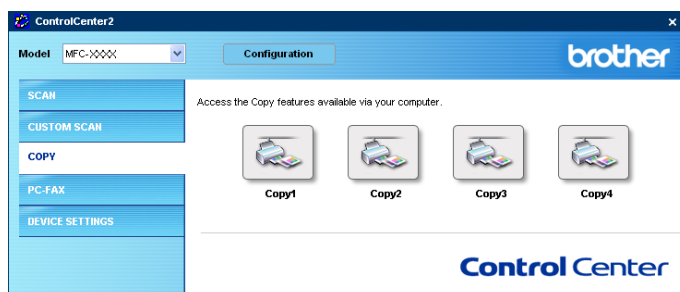 ControlCenter2
Model MFC-XXXX Configuration brother
SCAN
CUSTOM SCAN
COPY
PC-FAX
DEVICE SETTINGS
Access the Copy features available via your computer.
Copy1 Copy2 Copy3 Copy4
Control Center